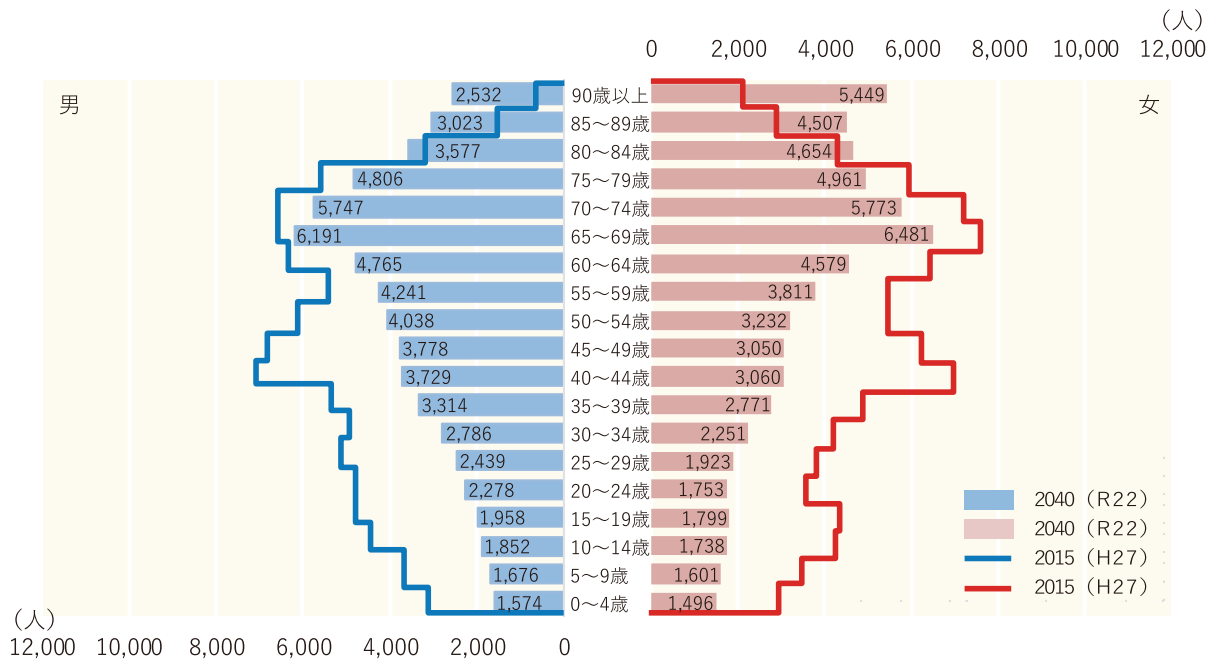 （人）
0 2,000 4,000 6,000 8,000 10,000 12,000
男 女
2,532 90歳以上 5,449
3,023 85～89歳 4,507
3,577 80～84歳 4,654
4,806 75～79歳 4,961
5,747 70～74歳 5,773
6,191 65～69歳 6,481
4,765 60～64歳 4,579
4,241 55～59歳 3,811
4,038 50～54歳 3,232
3,778 45～49歳 3,050
3,729 40～44歳 3,060
3,314 35～39歳 2,771
2,786 30～34歳 2,251
2,439 25～29歳 1,923
2,278 20～24歳 1,753
1,958 15～19歳 1,799
1,852 10～14歳 1,738
1,676 5～9歳 1,601
1,574 0～4歳 1,496
2040（R22）
2040（R22）
2015（H27）
2015（H27）
（人）
12,000 10,000 8,000 6,000 4,000 2,000 0